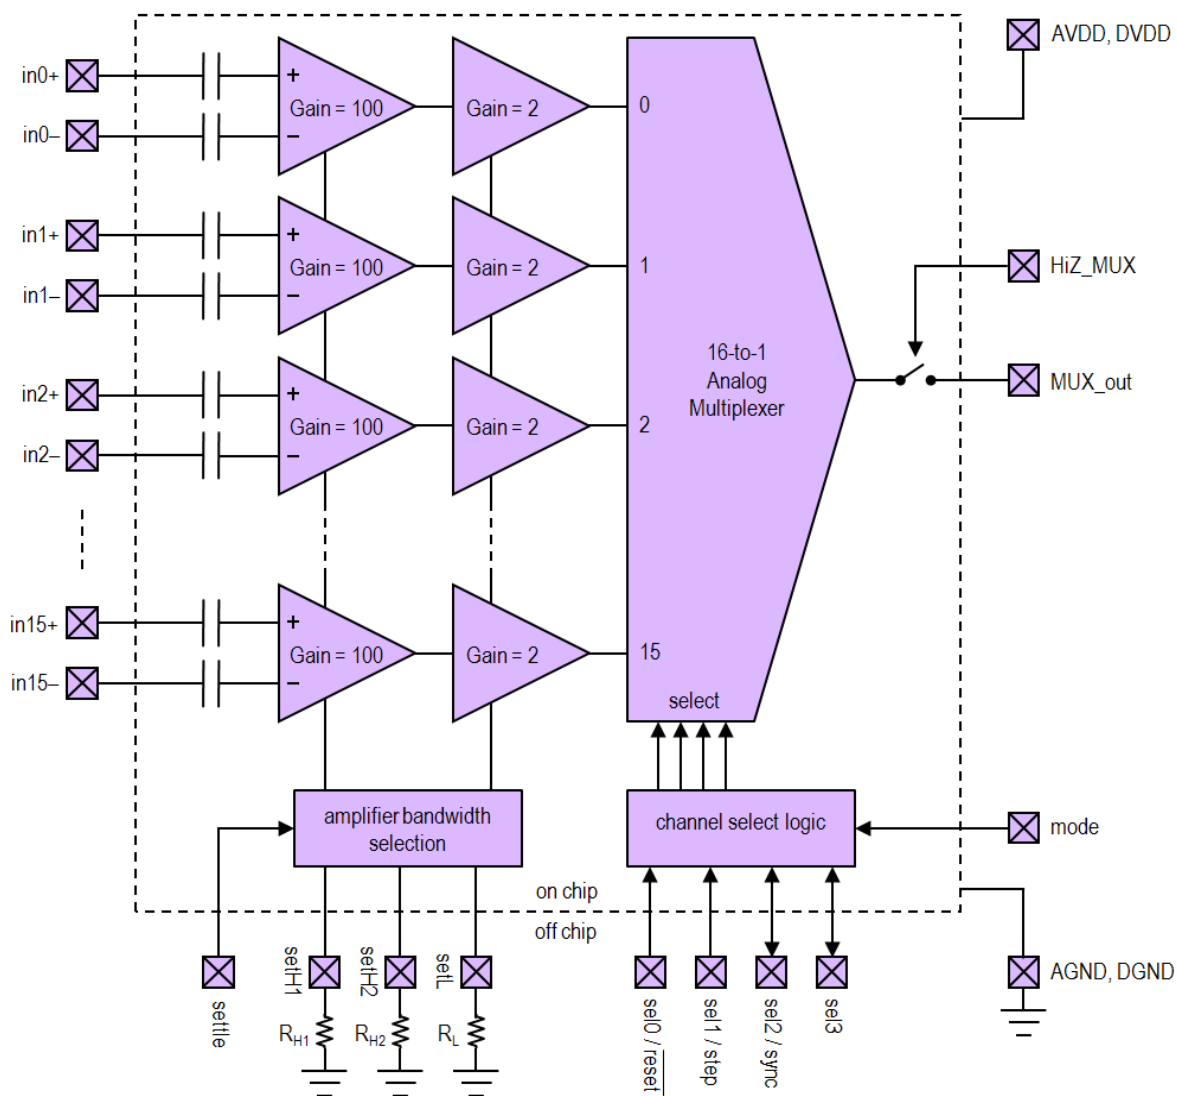 AVDD, DVDD
in0+
+
Gain = 100
Gain = 2
0
in0–
–
in1+
+
Gain = 100
Gain = 2
1
in1–
–
HiZ_MUX
16-to-1
Analog
Multiplexer
MUX_out
in2+
+
Gain = 100
Gain = 2
2
in2–
–
in15+
+
Gain = 100
Gain = 2
15
in15–
–
select
amplifier bandwidth
selection
channel select logic
mode
on chip
off chip
settle
setH1
setH2
setL
RH1
RH2
RL
sel0 / reset
sel1 / step
sel2 / sync
sel3
AGND, DGND